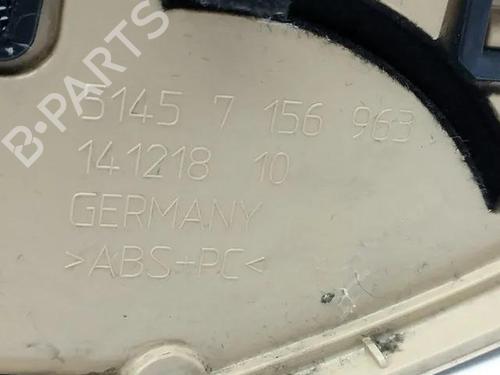 B-PARTS
5145 7 156 963
141218 10
GERMANY
>ABS+PC<